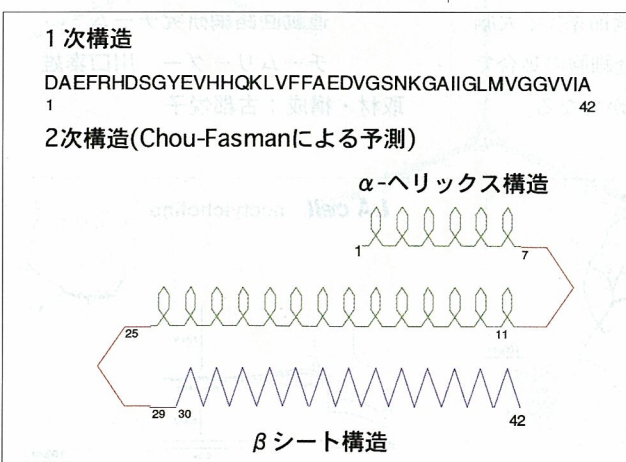 1次構造
DAEFRHDSGYEVHHQKLVFFAEDVGSNKGAIIGLMVGGVVIA
1 42
2次構造(Chou-Fasmanによる予測)
α-ヘリックス構造
1 7
25 11
29 30 42
βシート構造